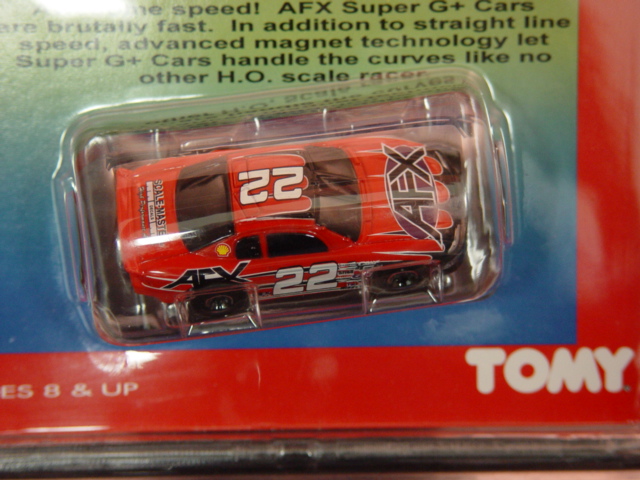 speed! AFX Super G+ Cars
are brutally fast. In addition to straight line
speed, advanced magnet technology let
Super G+ Cars handle the curves like no
other H.O. scale racer
22
AFX
AFX
22
TOMY
ES 8 & UP